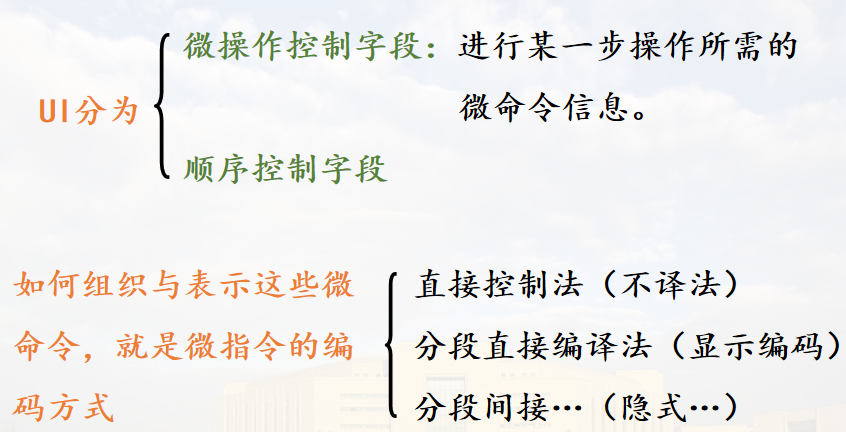 微操作控制字段：进行某一步操作所需的
微命令信息。
UI分为
顺序控制字段
如何组织与表示这些微
命令，就是微指令的编
码方式
直接控制法（不译法）
分段直接编译法（显示编码）
分段间接…（隐式…）